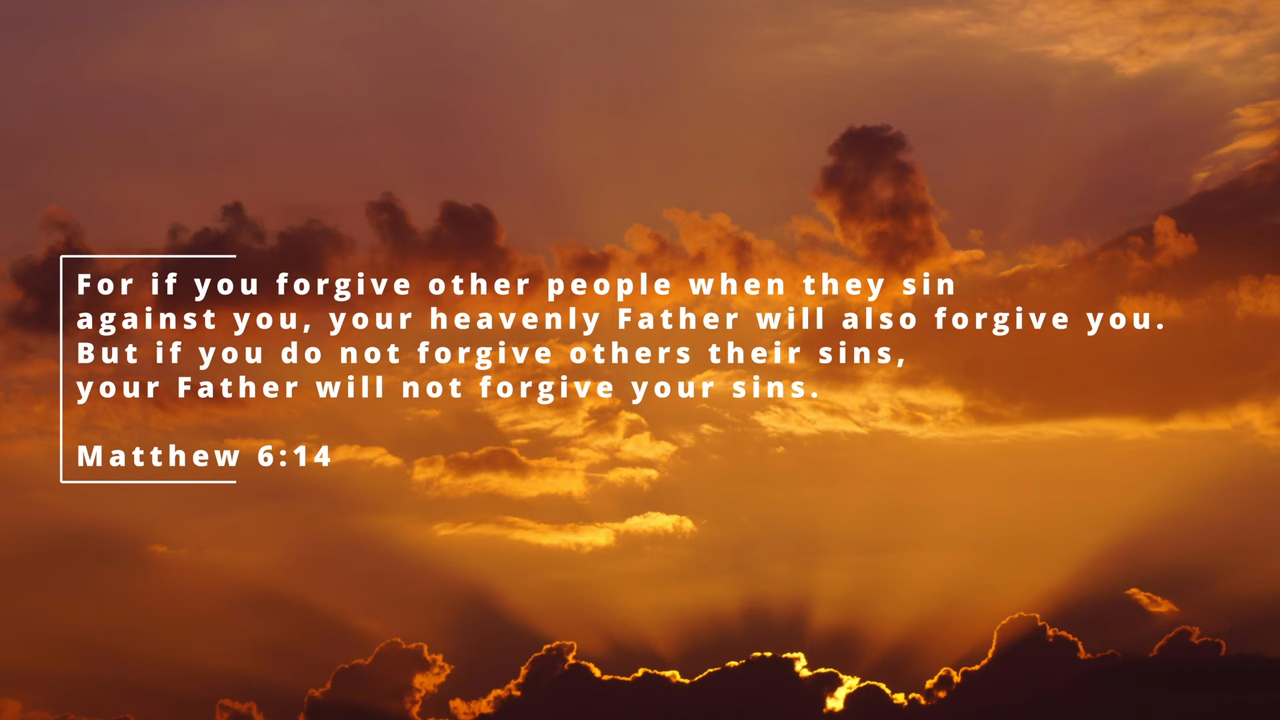 For if you forgive other people when they sin
against you, your heavenly Father will also forgive you.
But if you do not forgive others their sins,
your Father will not forgive your sins.
Matthew 6:14